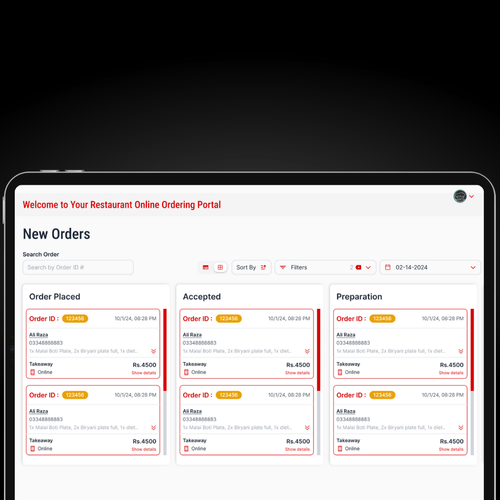 Welcome to Your Restaurant Online Ordering Portal
New Orders
Search Order
Search by Order ID #
Sort By
Filters
2
02-14-2024
Order Placed
Order ID : 123456 10/1/24, 06:28 PM
Ali Raza
03348888883
1x Malai Boti Plate, 2x Biryani plate full, 1x diet...
Takeaway Rs.4500
Online Show details
Order ID : 123456 10/1/24, 06:28 PM
Ali Raza
03348888883
1x Malai Boti Plate, 2x Biryani plate full, 1x diet...
Takeaway Rs.4500
Online Show details
Accepted
Order ID : 123456 10/1/24, 06:28 PM
Ali Raza
03348888883
1x Malai Boti Plate, 2x Biryani plate full, 1x diet...
Takeaway Rs.4500
Online Show details
Order ID : 123456 10/1/24, 06:28 PM
Ali Raza
03348888883
1x Malai Boti Plate, 2x Biryani plate full, 1x diet...
Takeaway Rs.4500
Online Show details
Preparation
Order ID : 123456 10/1/24, 06:28 PM
Ali Raza
03348888883
1x Malai Boti Plate, 2x Biryani plate full, 1x diet...
Takeaway Rs.4500
Online Show details
Order ID : 123456 10/1/24, 06:28 PM
Ali Raza
03348888883
1x Malai Boti Plate, 2x Biryani plate full, 1x diet...
Takeaway Rs.4500
Online Show details